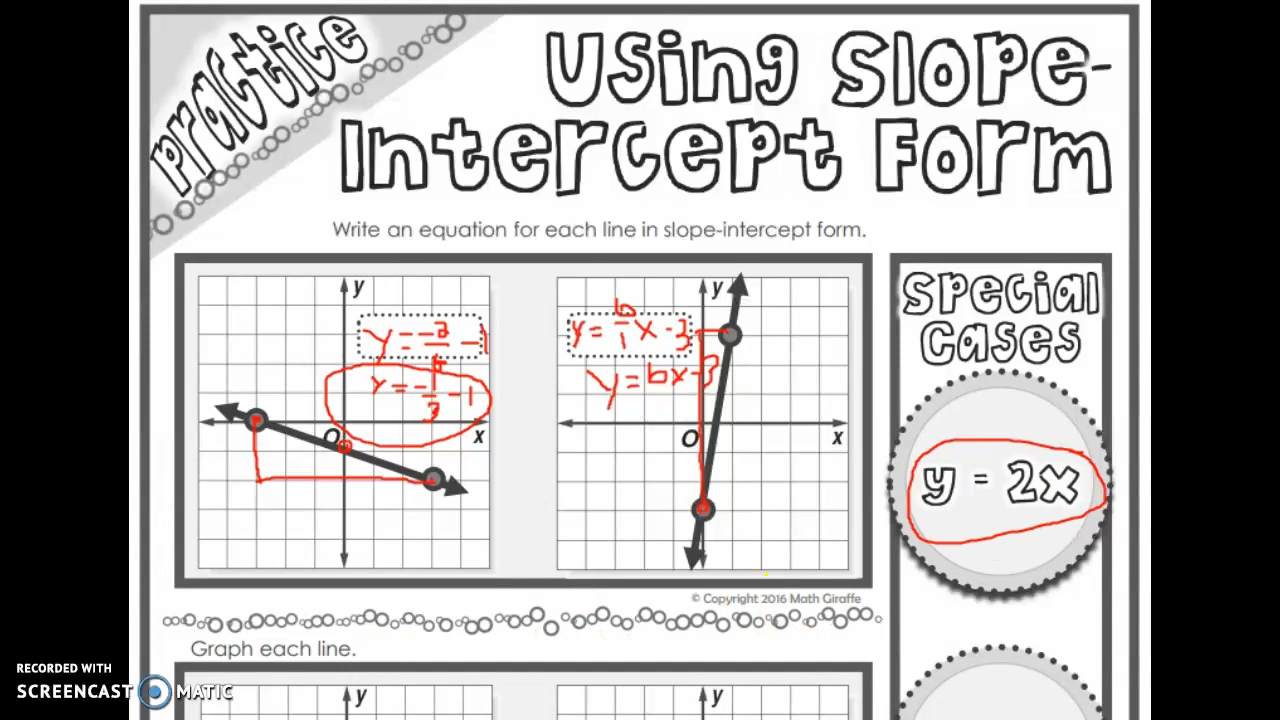 Practice
Using Slope-
Intercept Form
Write an equation for each line in slope-intercept form.
y
y = -2/6 - 1
y = -1/3 - 1
O
x
y
y = 6/1 x - 3
y = 6x - 3
O
x
Special
Cases
y = 2x
© Copyright 2016 Math Giraffe
Graph each line.
y
y
RECORDED WITH
SCREENCAST MATIC